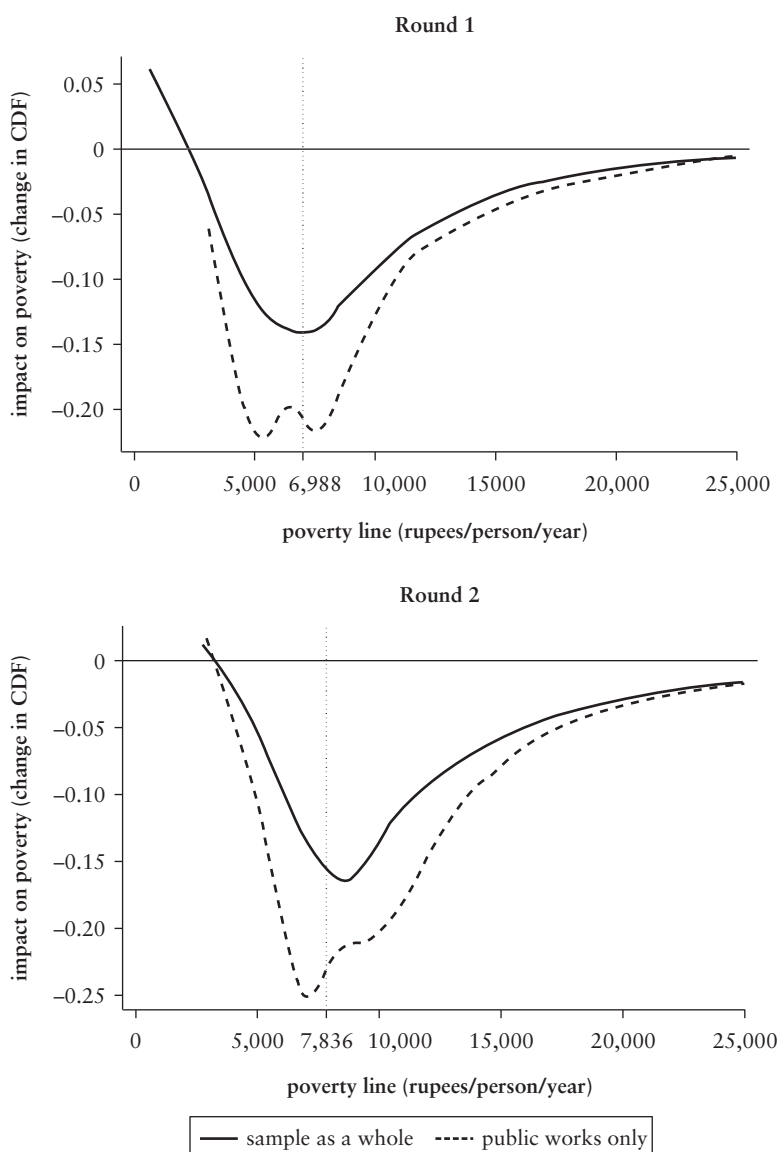 Round 1
impact on poverty (change in CDF)
0.05
0
–0.05
–0.10
–0.15
–0.20
0 5,000 6,988 10,000 15000 20,000 25,000
poverty line (rupees/person/year)
Round 2
impact on poverty (change in CDF)
0
–0.05
–0.10
–0.15
–0.20
–0.25
0 5,000 7,836 10,000 15,000 20,000 25,000
poverty line (rupees/person/year)
sample as a whole public works only